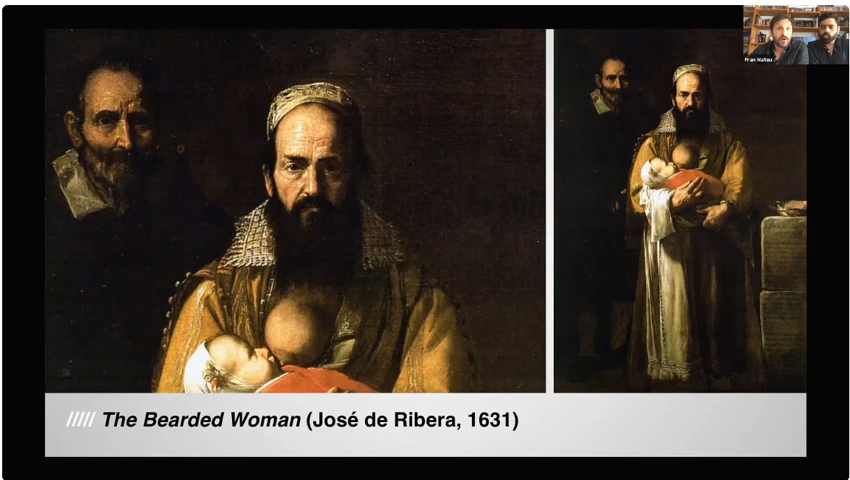 Fran Mateu
///// The Bearded Woman (José de Ribera, 1631)